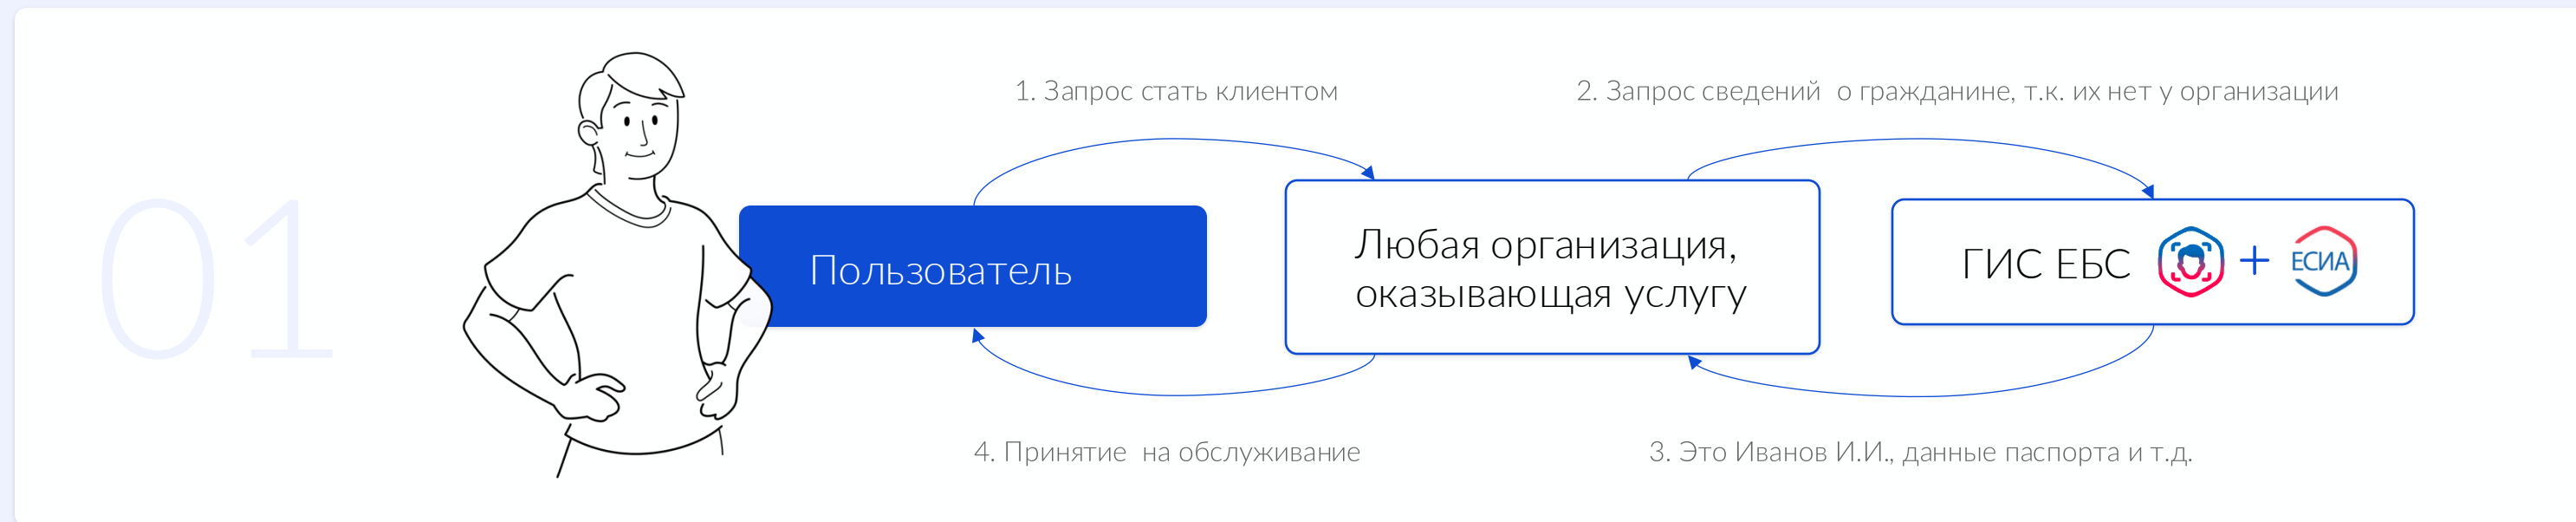 01
1. Запрос стать клиентом
2. Запрос сведений о гражданине, т.к. их нет у организации
Пользователь
Любая организация,
оказывающая услугу
ГИС ЕБС + ЕСИА
4. Принятие на обслуживание
3. Это Иванов И.И., данные паспорта и т.д.